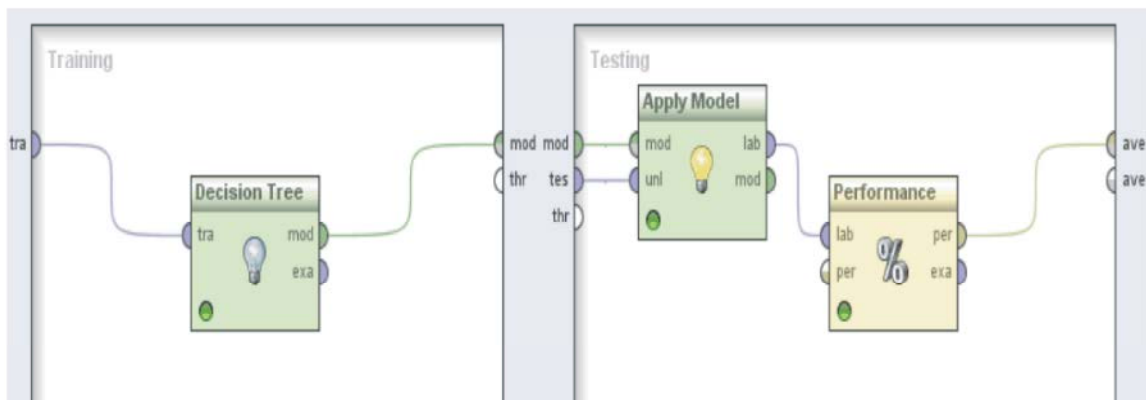 Training
tra
Decision Tree
tra
mod
exa
mod
thr
Testing
mod
tes
thr
Apply Model
mod
lab
unl
mod
Performance
lab
per
per
exa
%
ave
ave